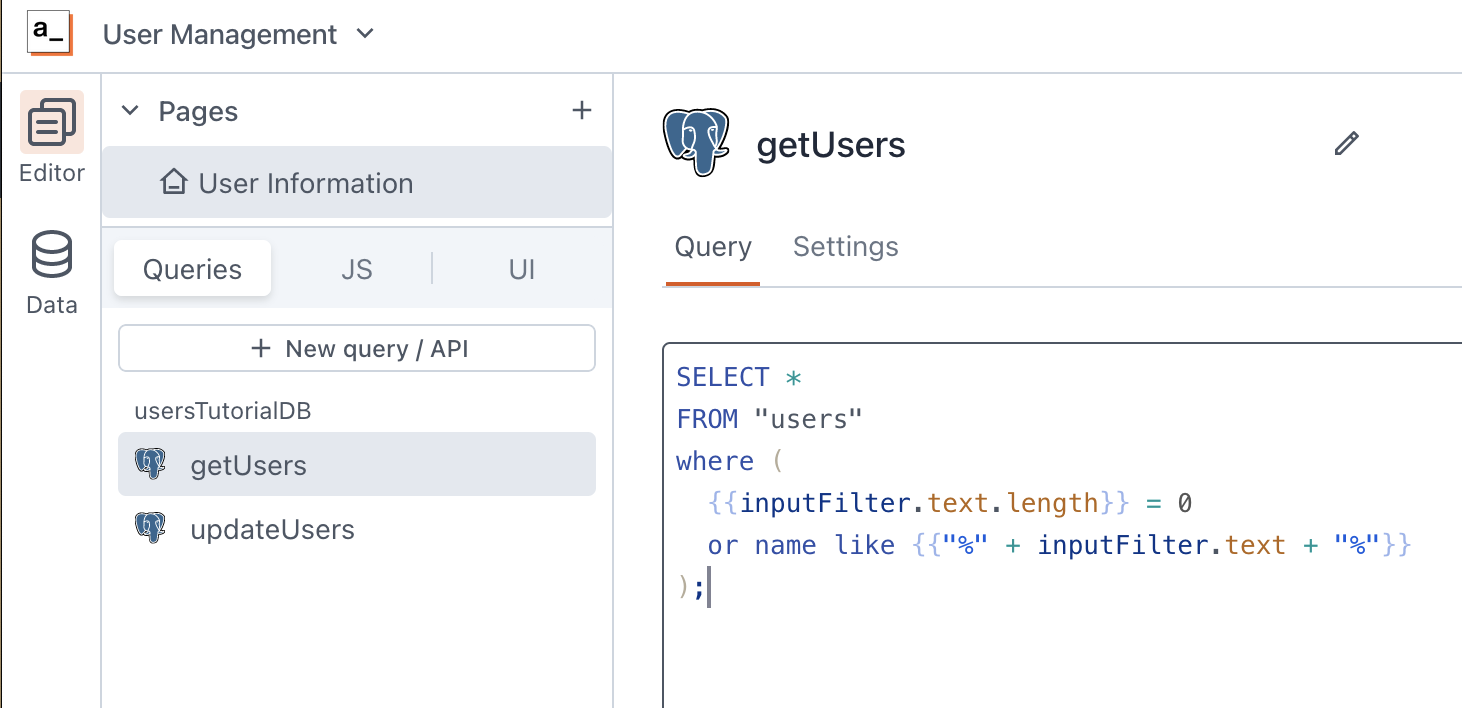 a_
User Management
Editor
Data
Pages
User Information
Queries JS UI
New query / API
usersTutorialDB
getUsers
updateUsers
getUsers
Query Settings
SELECT *
FROM "users"
where (
{{inputFilter.text.length}} = 0
or name like {{"%" + inputFilter.text + "%"}}
);